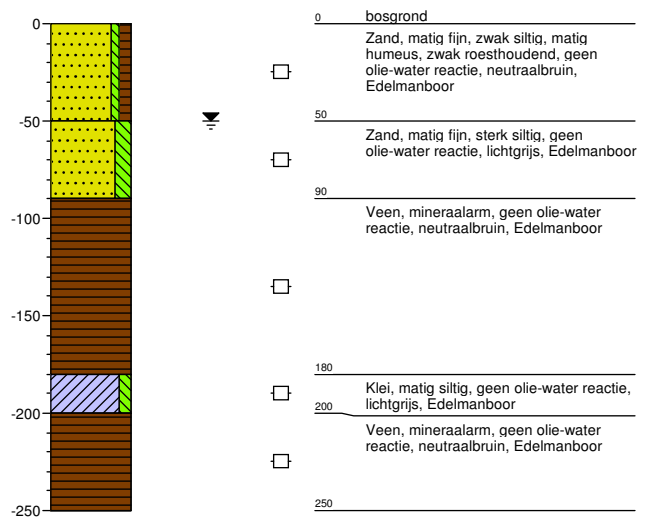 0
0 bosgrond
Zand, matig fijn, zwak siltig, matig
humeus, zwak roesthoudend, geen
olie-water reactie, neutraalbruin,
Edelmanboor
-50
50
Zand, matig fijn, sterk siltig, geen
olie-water reactie, lichtgrijs, Edelmanboor
90
-100
Veen, mineraalarm, geen olie-water
reactie, neutraalbruin, Edelmanboor
-150
180
Klei, matig siltig, geen olie-water reactie,
lichtgrijs, Edelmanboor
-200
200
Veen, mineraalarm, geen olie-water
reactie, neutraalbruin, Edelmanboor
-250
250